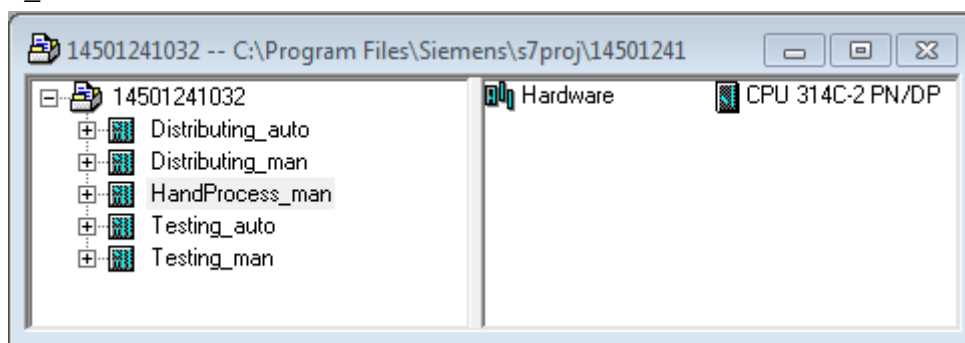 14501241032 -- C:\Program Files\Siemens\s7proj\14501241
14501241032
Distributing_auto
Distributing_man
HandProcess_man
Testing_auto
Testing_man
Hardware
CPU 314C-2 PN/DP